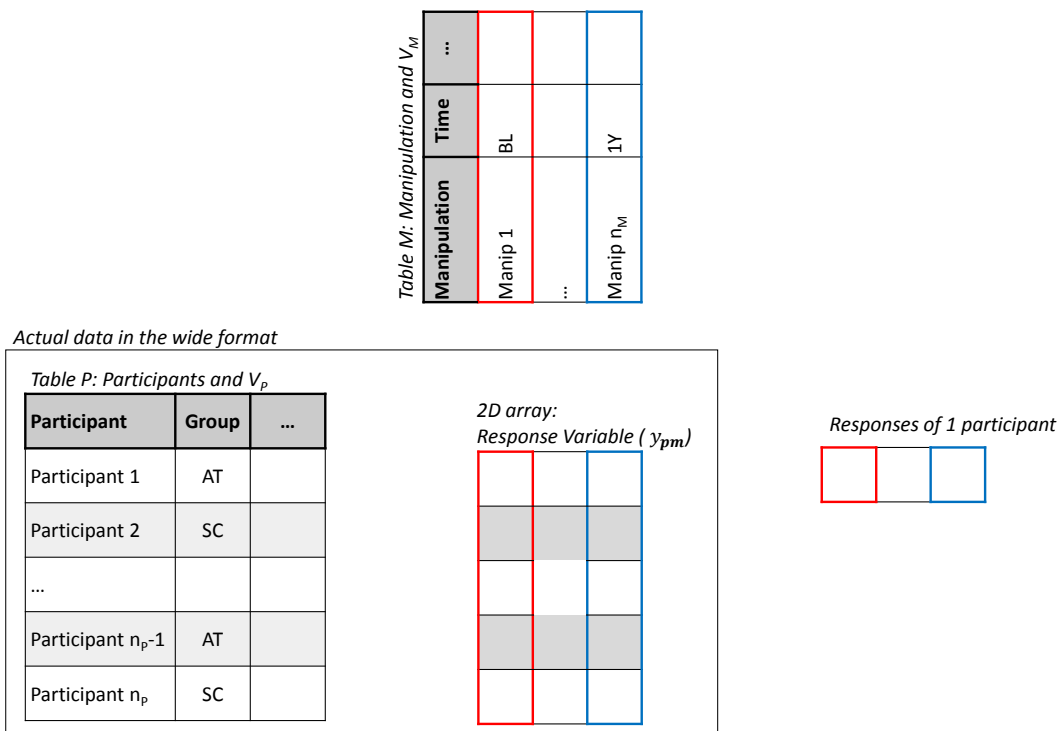 Table M: Manipulation and V_M
Manipulation Time ...
Manip 1 BL
...
Manip n_M 1Y
Actual data in the wide format
Table P: Participants and V_P
Participant Group ...
Participant 1 AT
Participant 2 SC
...
Participant n_P-1 AT
Participant n_P SC
2D array:
Response Variable ( y_pm)
Responses of 1 participant